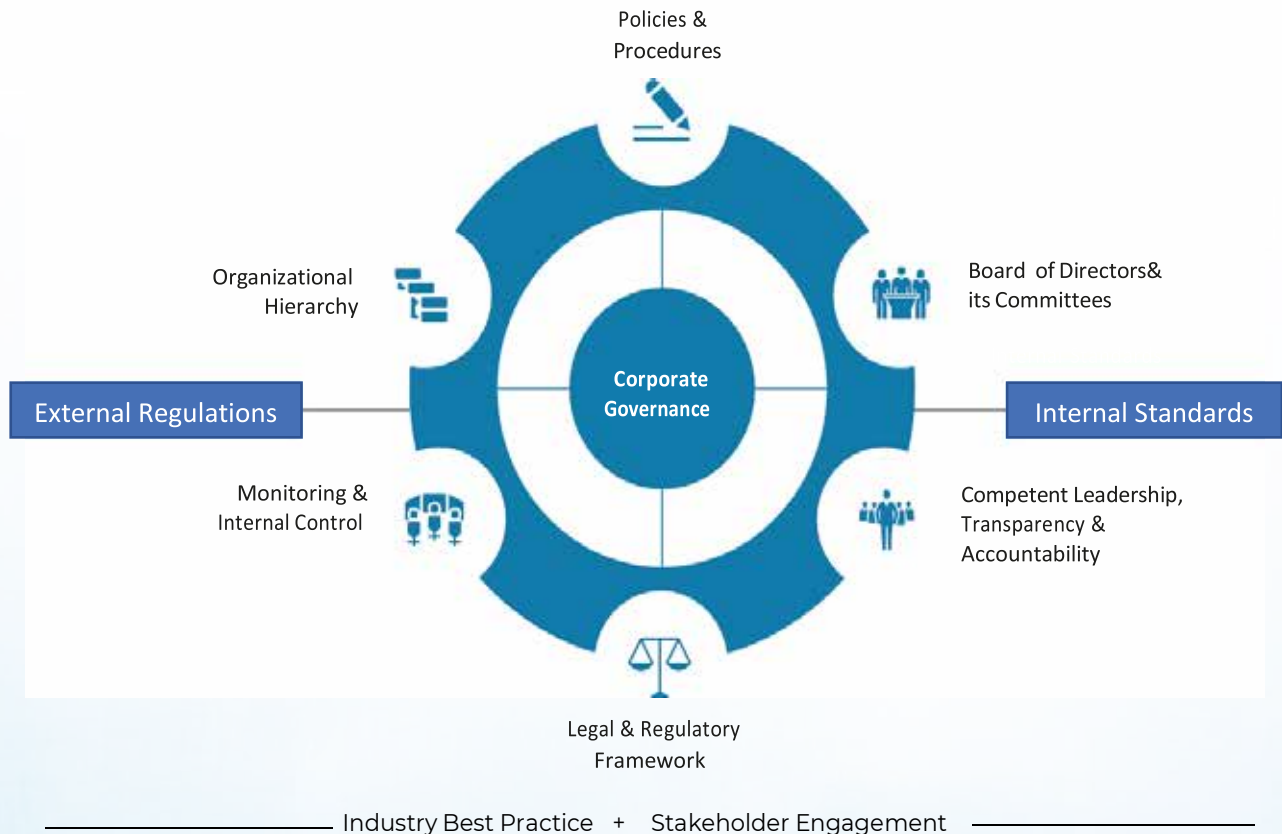 Policies &
Procedures
Organizational
Hierarchy
Board of Directors&
its Committees
Corporate
Governance
External Regulations
Internal Standards
Monitoring &
Internal Control
Competent Leadership,
Transparency &
Accountability
Legal & Regulatory
Framework
Industry Best Practice + Stakeholder Engagement